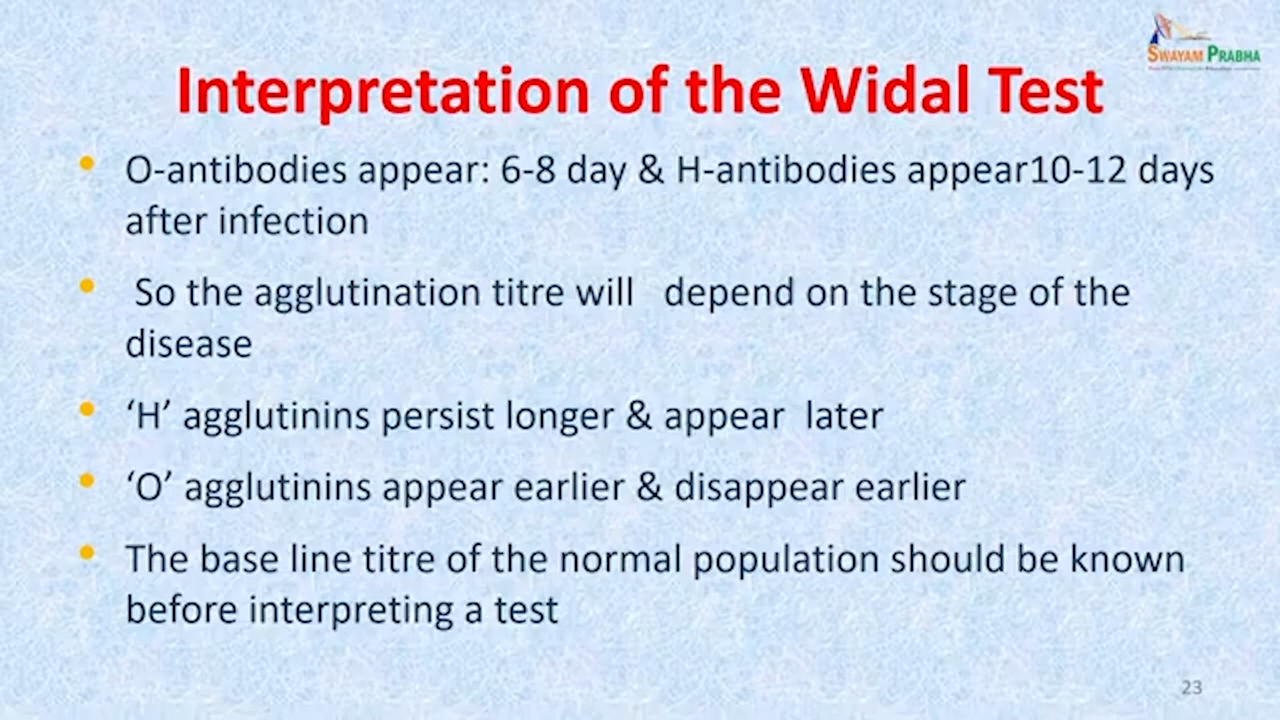 SWAYAM PRABHA
Interpretation of the Widal Test
• O-antibodies appear: 6-8 day & H-antibodies appear10-12 days
after infection
• So the agglutination titre will depend on the stage of the
disease
• ‘H’ agglutinins persist longer & appear later
• ‘O’ agglutinins appear earlier & disappear earlier
• The base line titre of the normal population should be known
before interpreting a test
23